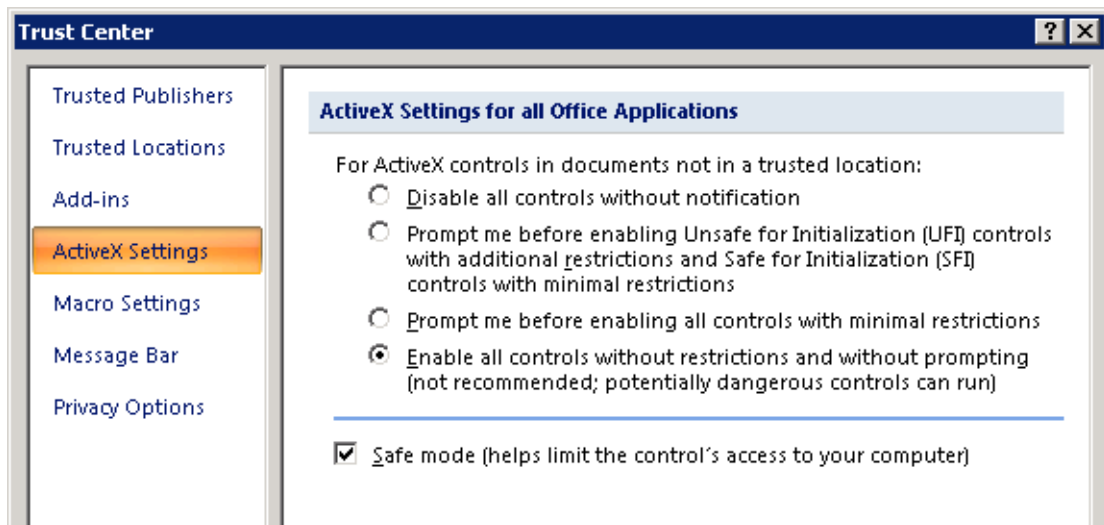 Trust Center
Trusted Publishers
Trusted Locations
Add-ins
ActiveX Settings
Macro Settings
Message Bar
Privacy Options
ActiveX Settings for all Office Applications
For ActiveX controls in documents not in a trusted location:
Disable all controls without notification
Prompt me before enabling Unsafe for Initialization (UFI) controls
with additional restrictions and Safe for Initialization (SFI)
controls with minimal restrictions
Prompt me before enabling all controls with minimal restrictions
Enable all controls without restrictions and without prompting
(not recommended; potentially dangerous controls can run)
Safe mode (helps limit the control's access to your computer)